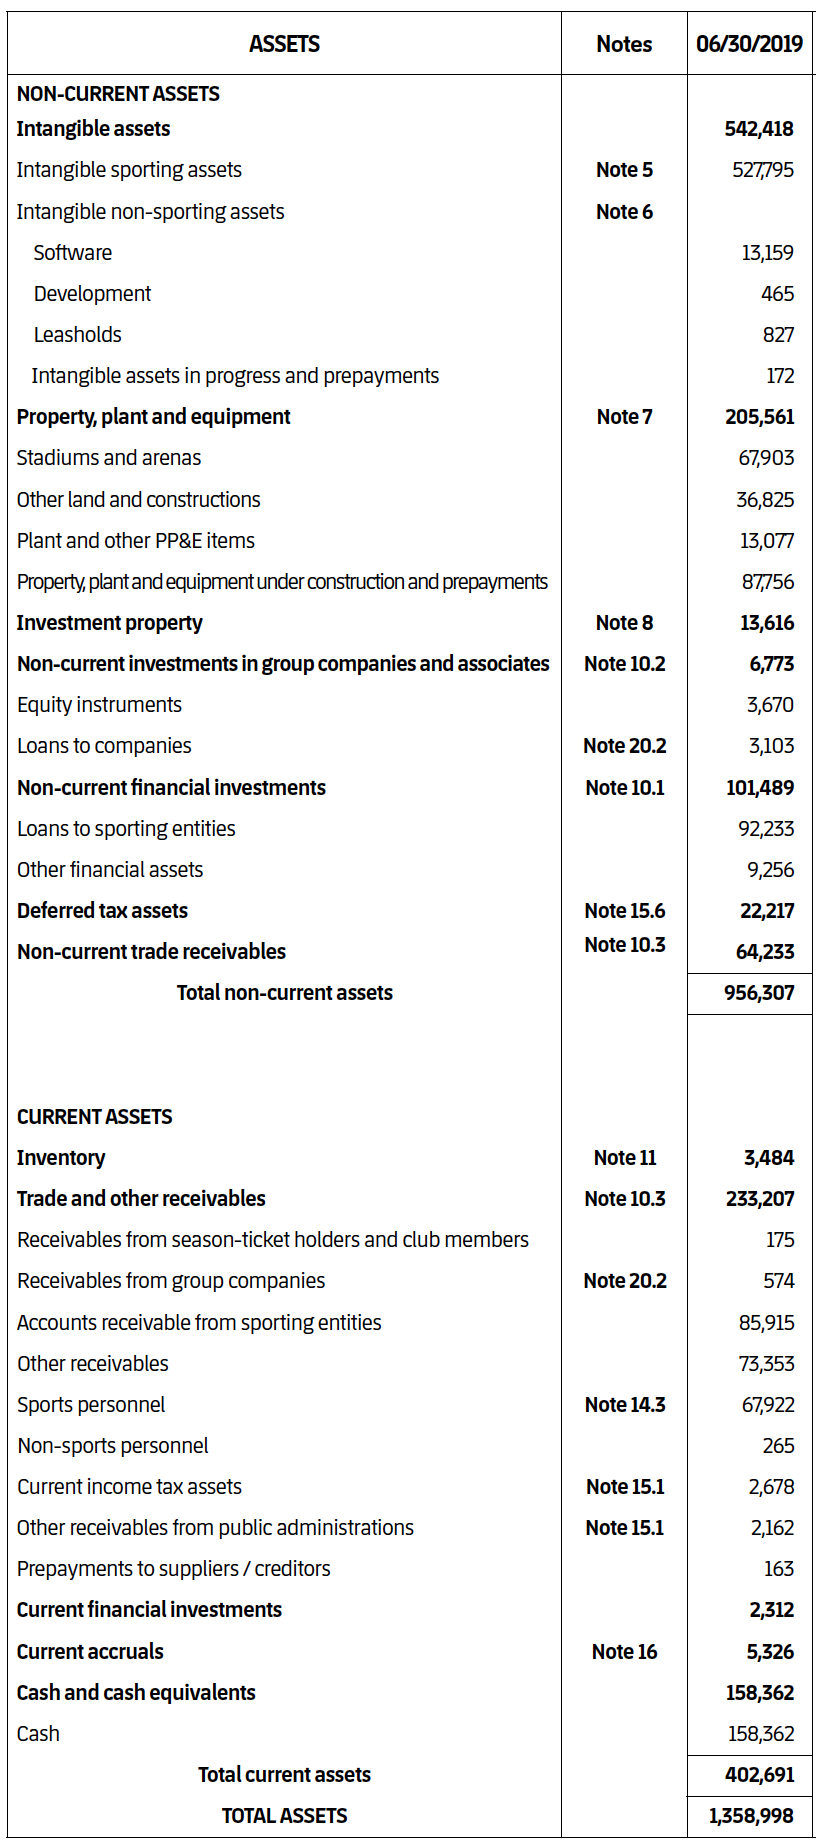 ASSETS Notes 06/30/2019
NON-CURRENT ASSETS
Intangible assets 542,418
Intangible sporting assets Note 5 527,795
Intangible non-sporting assets Note 6
Software 13,159
Development 465
Leasholds 827
Intangible assets in progress and prepayments 172
Property, plant and equipment Note 7 205,561
Stadiums and arenas 67,903
Other land and constructions 36,825
Plant and other PP&E items 13,077
Property, plant and equipment under construction and prepayments 87,756
Investment property Note 8 13,616
Non-current investments in group companies and associates Note 10.2 6,773
Equity instruments 3,670
Loans to companies Note 20.2 3,103
Non-current financial investments Note 10.1 101,489
Loans to sporting entities 92,233
Other financial assets 9,256
Deferred tax assets Note 15.6 22,217
Non-current trade receivables Note 10.3 64,233
Total non-current assets 956,307
CURRENT ASSETS
Inventory Note 11 3,484
Trade and other receivables Note 10.3 233,207
Receivables from season-ticket holders and club members 175
Receivables from group companies Note 20.2 574
Accounts receivable from sporting entities 85,915
Other receivables 73,353
Sports personnel Note 14.3 67,922
Non-sports personnel 265
Current income tax assets Note 15.1 2,678
Other receivables from public administrations Note 15.1 2,162
Prepayments to suppliers / creditors 163
Current financial investments 2,312
Current accruals Note 16 5,326
Cash and cash equivalents 158,362
Cash 158,362
Total current assets 402,691
TOTAL ASSETS 1,358,998